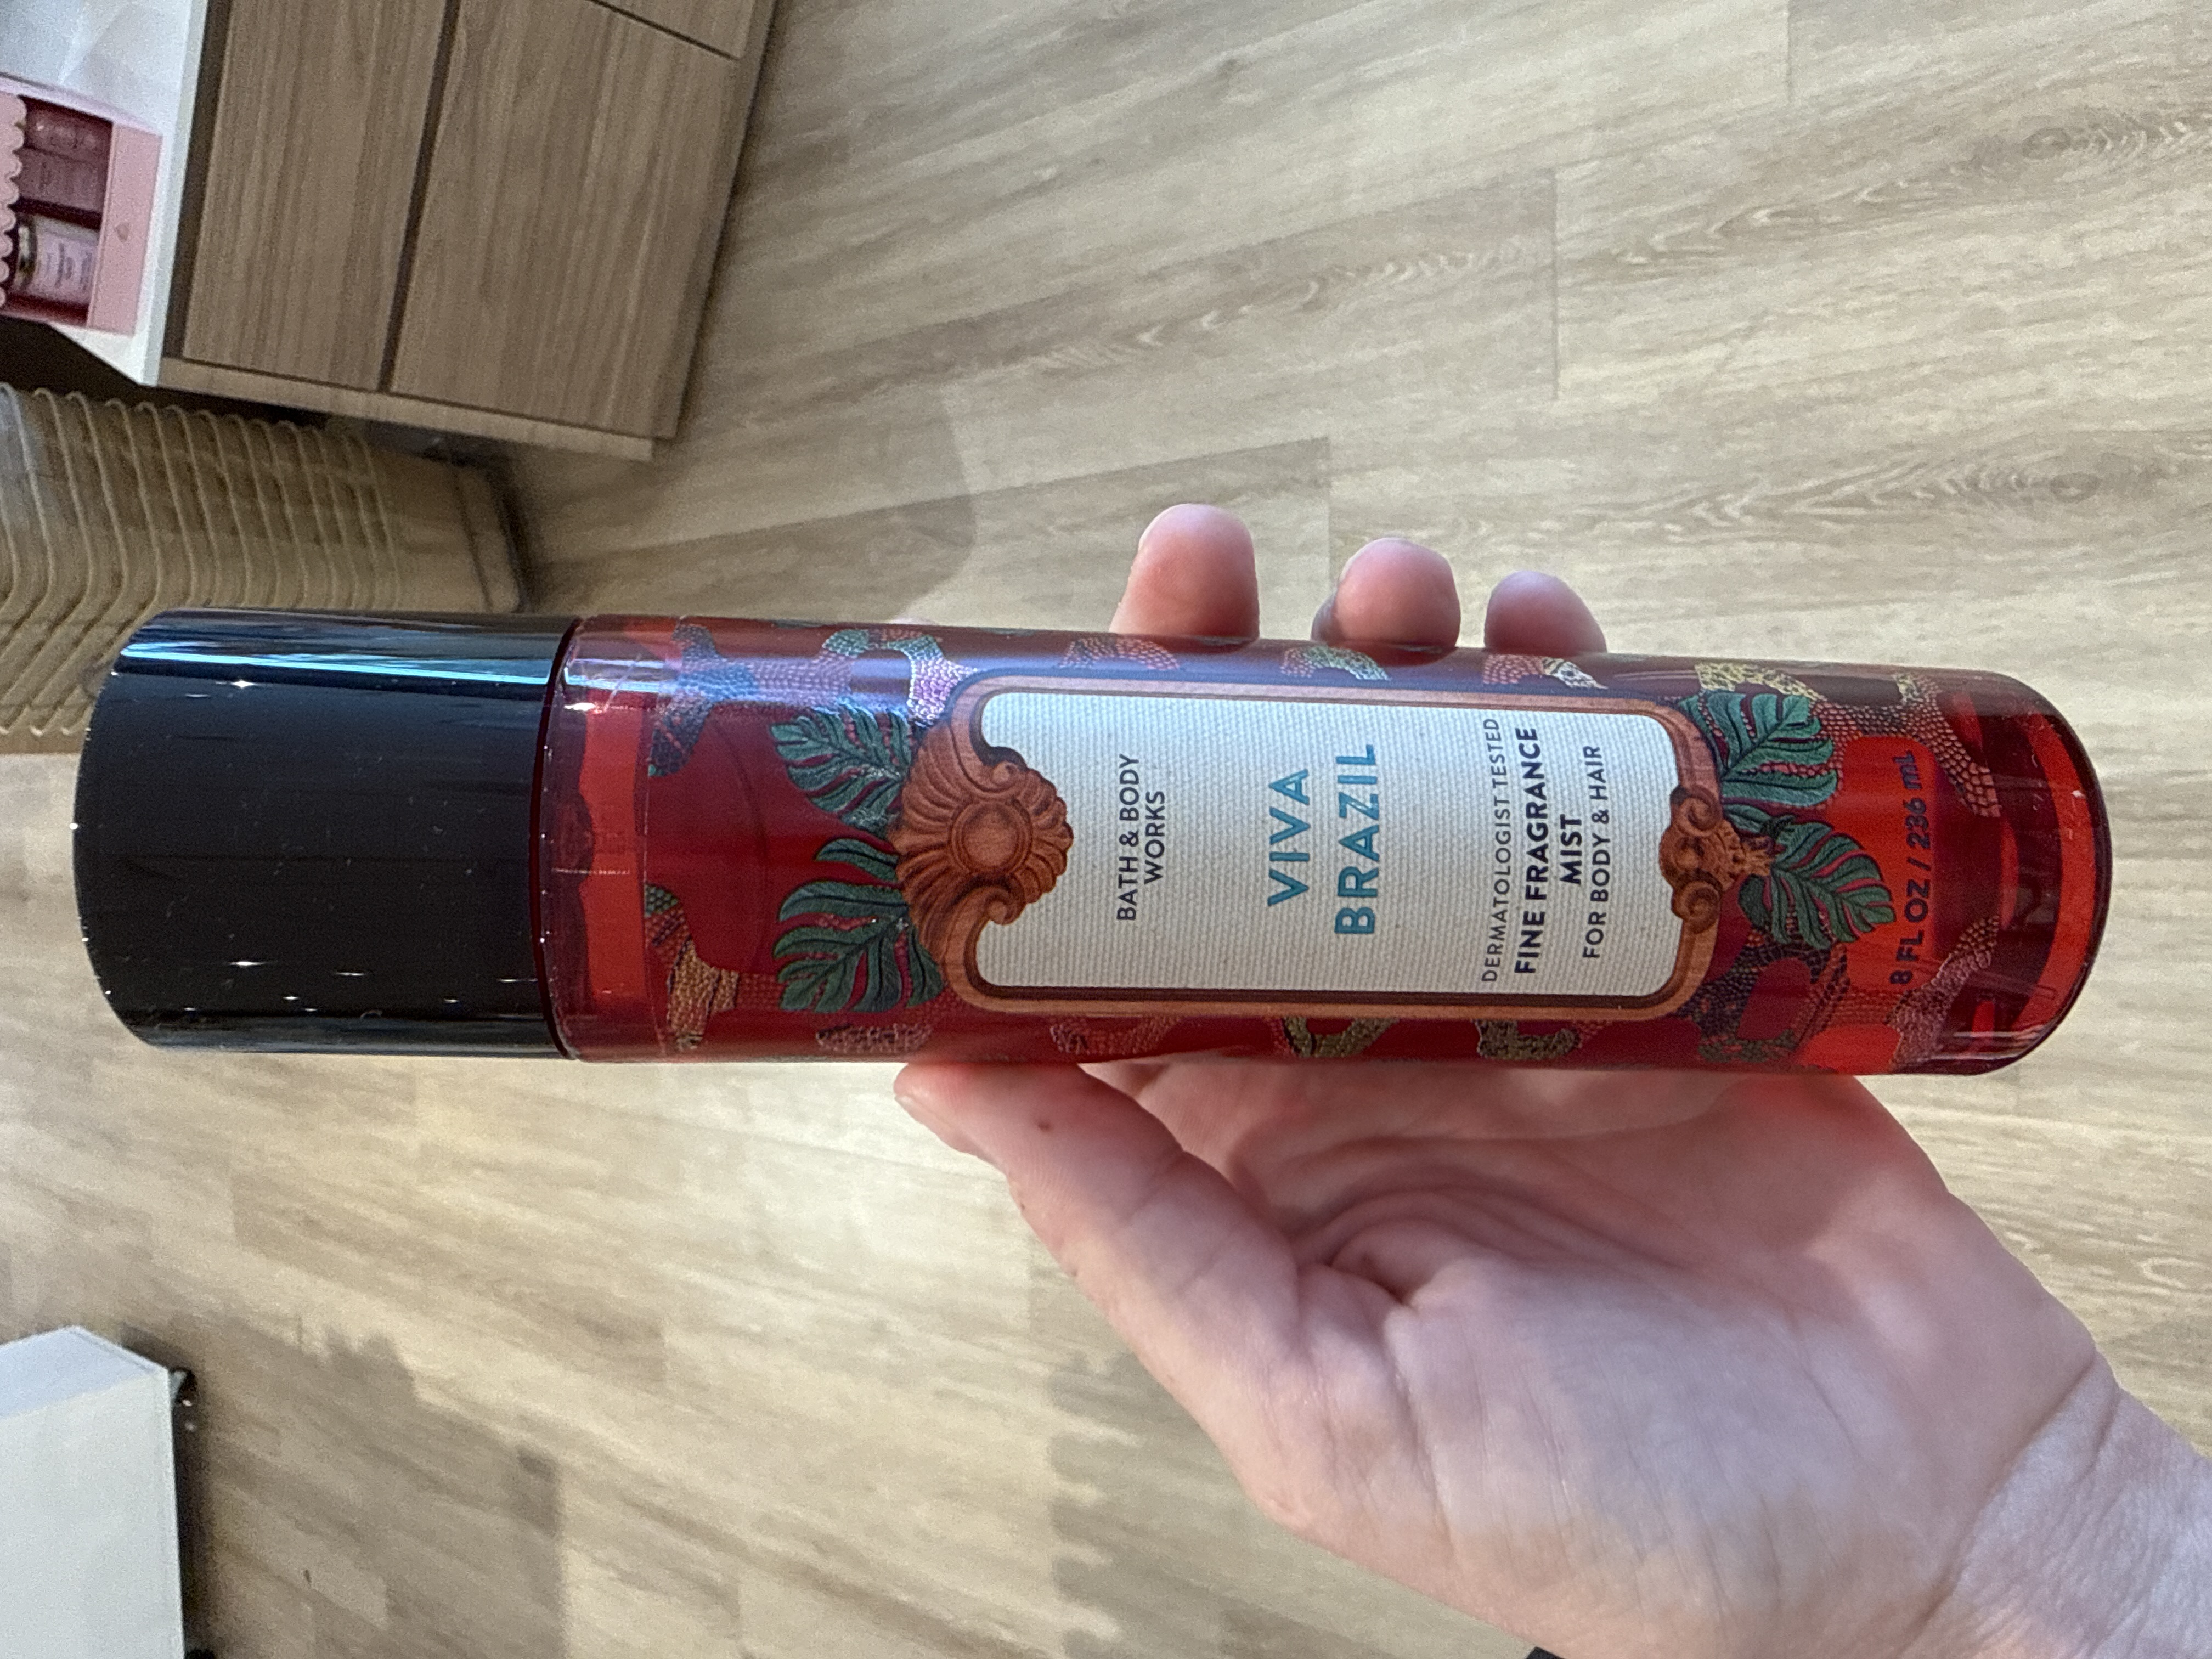 BATH & BODY
WORKS
VIVA
BRAZIL
DERMATOLOGIST TESTED
FINE FRAGRANCE
MIST
FOR BODY & HAIR
8 FL OZ / 236 mL